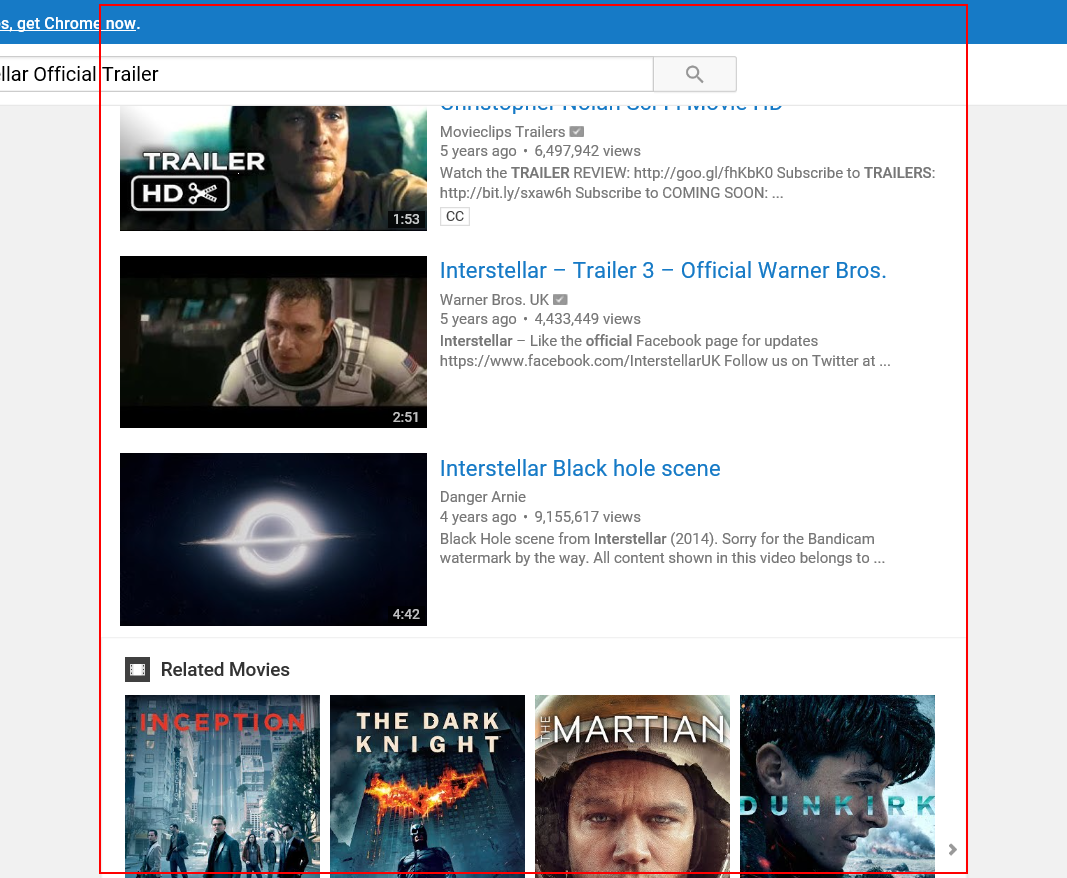 s, get Chrome now.
llar Official Trailer
Christopher Nolan Sci-Fi Movie HD
TRAILER
HD
1:53
Movieclips Trailers
5 years ago • 6,497,942 views
Watch the TRAILER REVIEW: http://goo.gl/fhKbK0 Subscribe to TRAILERS:
http://bit.ly/sxaw6h Subscribe to COMING SOON: ...
CC
2:51
Interstellar – Trailer 3 – Official Warner Bros.
Warner Bros. UK
5 years ago • 4,433,449 views
Interstellar – Like the official Facebook page for updates
https://www.facebook.com/InterstellarUK Follow us on Twitter at ...
4:42
Interstellar Black hole scene
Danger Arnie
4 years ago • 9,155,617 views
Black Hole scene from Interstellar (2014). Sorry for the Bandicam
watermark by the way. All content shown in this video belongs to ...
Related Movies
INCEPTION
THE DARK
KNIGHT
THE MARTIAN
DUNKIRK